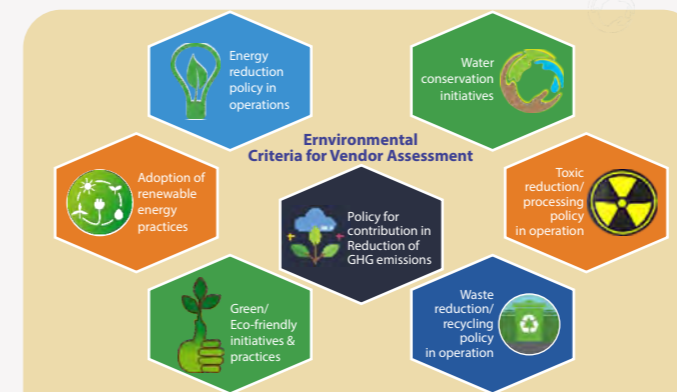 Energy
reduction
policy in
operations
Water
conservation
initiatives
Ernvironmental
Criteria for Vendor Assessment
Adoption of
renewable
energy
practices
Policy for
contribution in
Reduction of
GHG emissions
Toxic
reduction/
processing
policy
in operation
Green/
Eco-friendly
initiatives &
practices
Waste
reduction/
recycling
policy
in operation